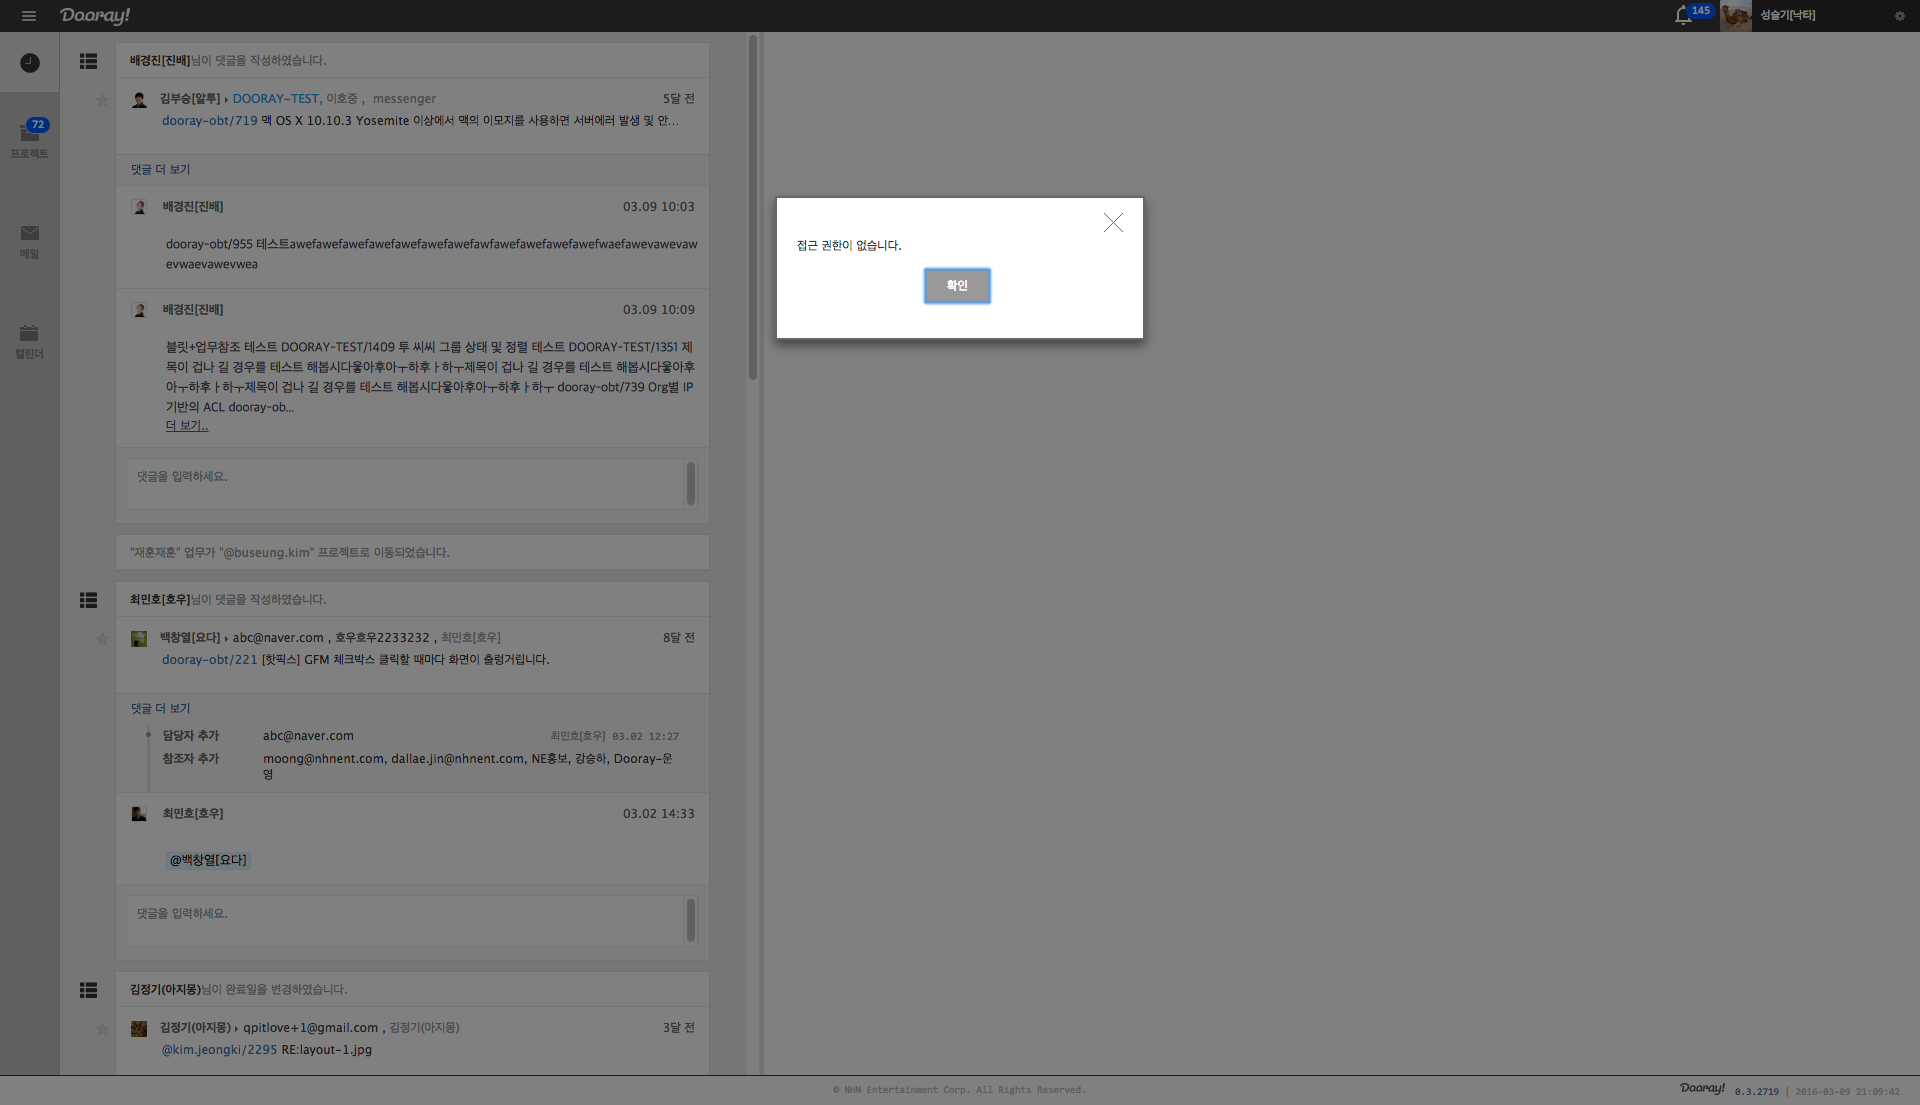 Dooray!
145
성슬기[낙타]
72
프로젝트
메일
캘린더
배경진[진배]님이 댓글을 작성하였습니다.
김부승[알투] DOORAY-TEST, 이호중 , messenger
5달 전
dooray-obt/719 맥 OS X 10.10.3 Yosemite 이상에서 맥의 이모지를 사용하면 서버에러 발생 및 안...
댓글 더 보기
배경진[진배]
03.09 10:03
dooray-obt/955 테스트awefawefawefawefawefawefawefawfawefawefawefawefwaefawevawevaw
evwaevawevwea
배경진[진배]
03.09 10:09
블릿+업무참조 테스트 DOORAY-TEST/1409 투 씨씨 그룹 상태 및 정렬 테스트 DOORAY-TEST/1351 제
목이 겁나 길 경우를 테스트 해봅시다웋아후아ㅜ하후ㅏ하ㅜ제목이 겁나 길 경우를 테스트 해봅시다웋아후
아ㅜ하후ㅏ하ㅜ제목이 겁나 길 경우를 테스트 해봅시다웋아후아ㅜ하후ㅏ하ㅜ dooray-obt/739 Org별 IP
기반의 ACL dooray-ob...
더 보기..
댓글을 입력하세요.
"재훈재훈" 업무가 "@buseung.kim" 프로젝트로 이동되었습니다.
최민호[호우]님이 댓글을 작성하였습니다.
백창열[요다] abc@naver.com , 호우호우2233232 , 최민호[호우]
8달 전
dooray-obt/221 [핫픽스] GFM 체크박스 클릭할 때마다 화면이 출렁거립니다.
댓글 더 보기
담당자 추가 abc@naver.com
최민호[호우] 03.02 12:27
참조자 추가 moong@nhnent.com, dallae.jin@nhnent.com, NE홍보, 강승하, Dooray-운
영
최민호[호우]
03.02 14:33
@백창열[요다]
댓글을 입력하세요.
김정기(아지몽)님이 완료일을 변경하였습니다.
김정기(아지몽) qpitlove+1@gmail.com , 김정기(아지몽)
3달 전
@kim.jeongki/2295 RE:layout-1.jpg
접근 권한이 없습니다.
확인
© NHN Entertainment Corp. All Rights Reserved.
Dooray! 0.3.2719 | 2016-03-09 21:09:42